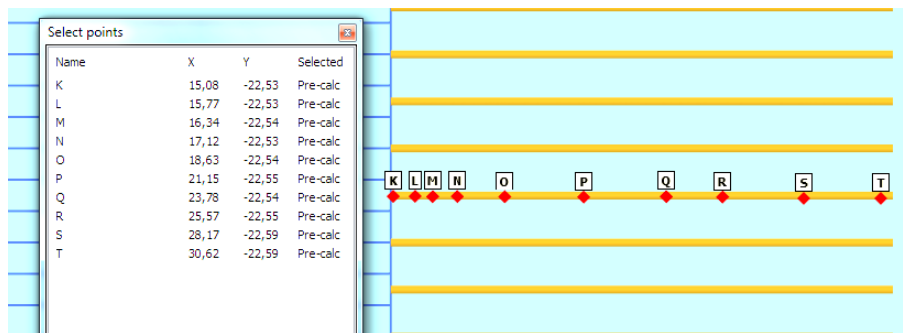 Select points
Name X Y Selected
K 15,08 -22,53 Pre-calc
L 15,77 -22,53 Pre-calc
M 16,34 -22,54 Pre-calc
N 17,12 -22,53 Pre-calc
O 18,63 -22,54 Pre-calc
P 21,15 -22,55 Pre-calc
Q 23,78 -22,54 Pre-calc
R 25,57 -22,55 Pre-calc
S 28,17 -22,59 Pre-calc
T 30,62 -22,59 Pre-calc
K L M N O P Q R S T